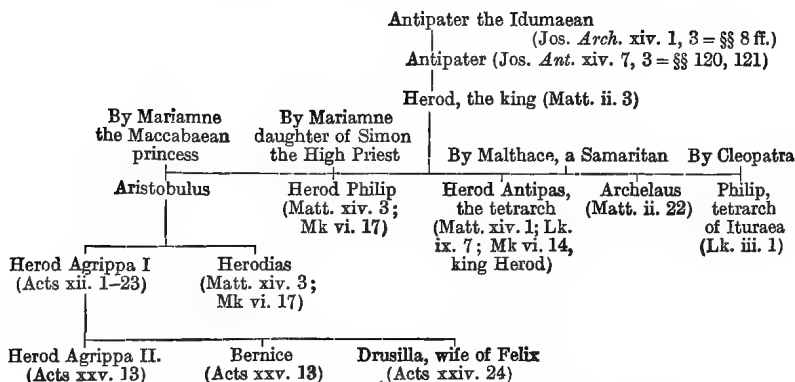 Antipater the Idumaean
(Jos. Arch. xiv. 1, 3 = §§ 8 ff.)
Antipater (Jos. Ant. xiv. 7, 3 = §§ 120, 121)
Herod, the king (Matt. ii. 3)
By Mariamne
the Maccabaean
princess
By Mariamne
daughter of Simon
the High Priest
By Malthace, a Samaritan
By Cleopatra
Aristobulus
Herod Philip
(Matt. xiv. 3;
Mk vi. 17)
Herod Antipas,
the tetrarch
(Matt. xiv. 1; Lk.
ix. 7; Mk vi. 14,
king Herod)
Archelaus
(Matt. ii. 22)
Philip,
tetrarch
of Ituraea
(Lk. iii. 1)
Herod Agrippa I
(Acts xii. 1–23)
Herodias
(Matt. xiv. 3;
Mk vi. 17)
Herod Agrippa II.
(Acts xxv. 13)
Bernice
(Acts xxv. 13)
Drusilla, wife of Felix
(Acts xxiv. 24)